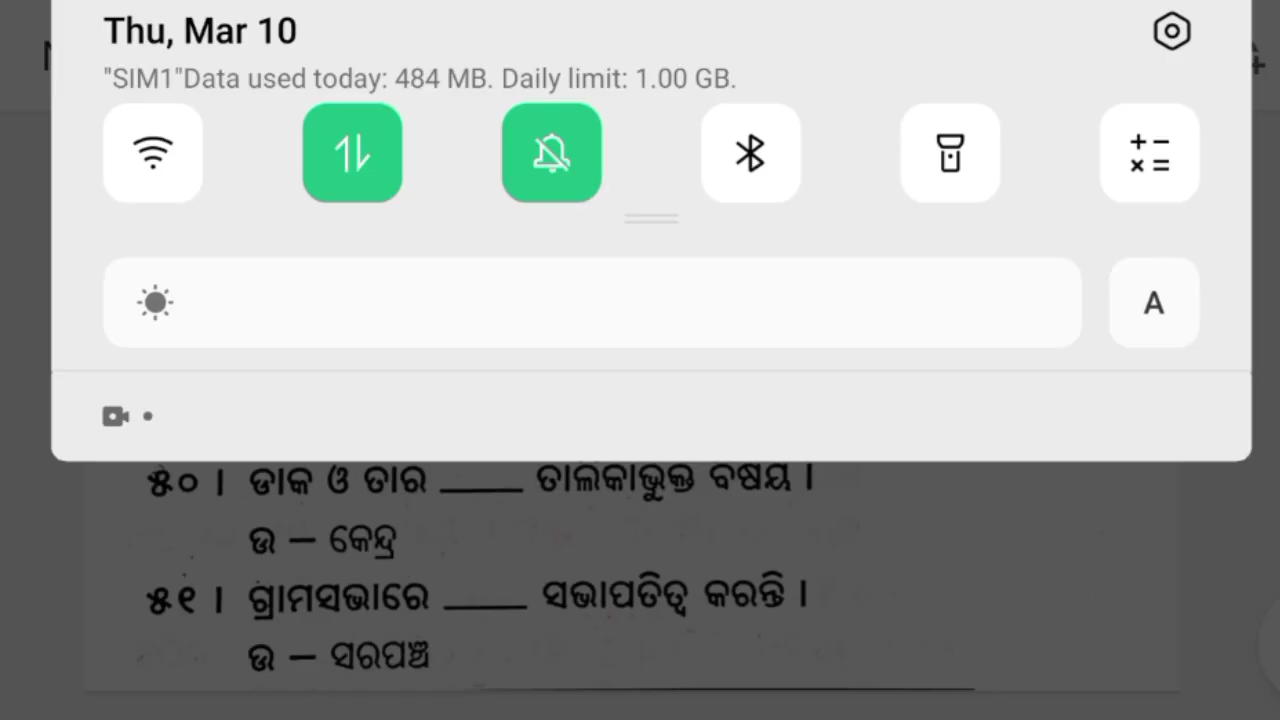 Thu, Mar 10
"SIM1"Data used today: 484 MB. Daily limit: 1.00 GB.
A
୫୦ । ଡାକ ଓ ତାର _____ ତାଲିକାଭୁକ୍ତ ବିଷୟ ।
ଉ – କେନ୍ଦ୍ର
୫୧ । ଗ୍ରାମସଭାରେ _____ ସଭାପତିତ୍ୱ କରନ୍ତି ।
ଉ – ସରପଞ୍ଚ